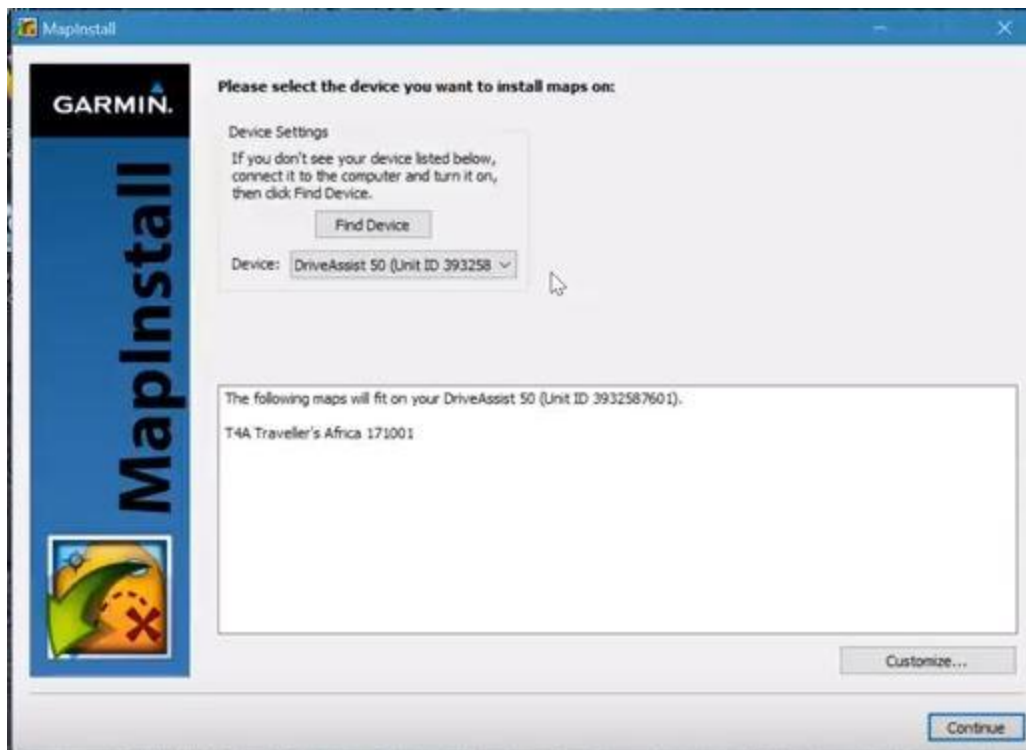 MapInstall
GARMIN.
MapInstall
Please select the device you want to install maps on:
Device Settings
If you don't see your device listed below,
connect it to the computer and turn it on,
then click Find Device.
Find Device
Device: DriveAssist 50 (Unit ID 393258
The following maps will fit on your DriveAssist 50 (Unit ID 3932587601).
T4A Traveller's Africa 171001
Customize...
Continue